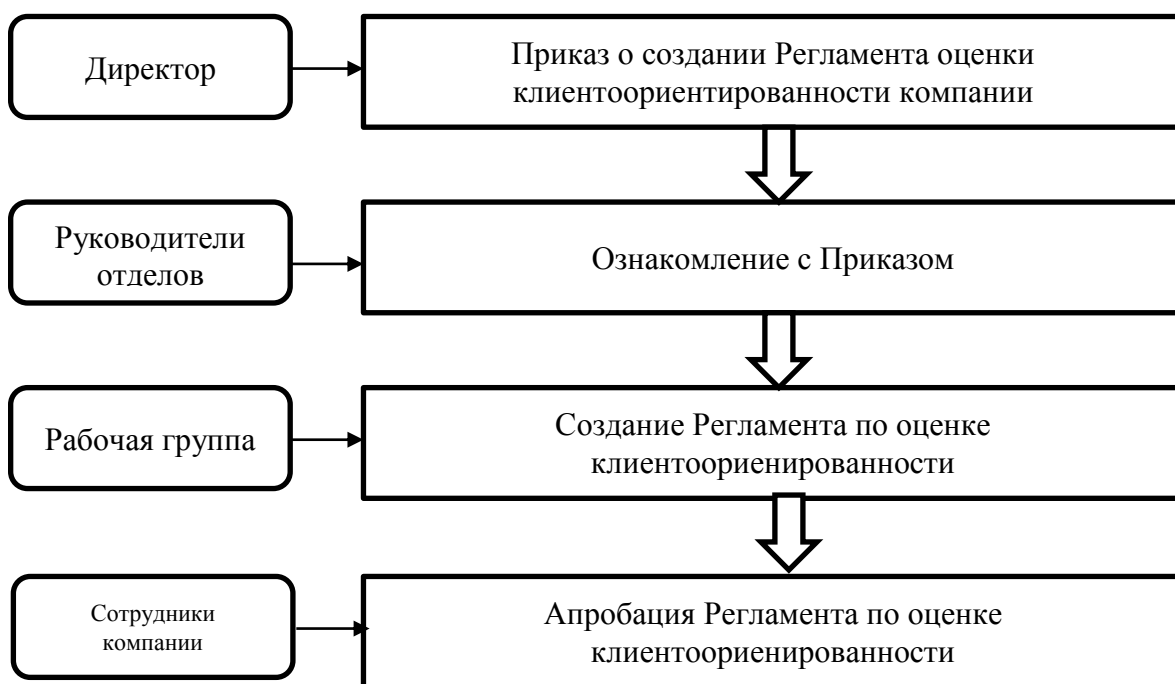 Директор
Приказ о создании Регламента оценки
клиентоориентированности компании
Руководители
отделов
Ознакомление с Приказом
Рабочая группа
Создание Регламента по оценке
клиентоориенированности
Сотрудники
компании
Апробация Регламента по оценке
клиентоориенированности